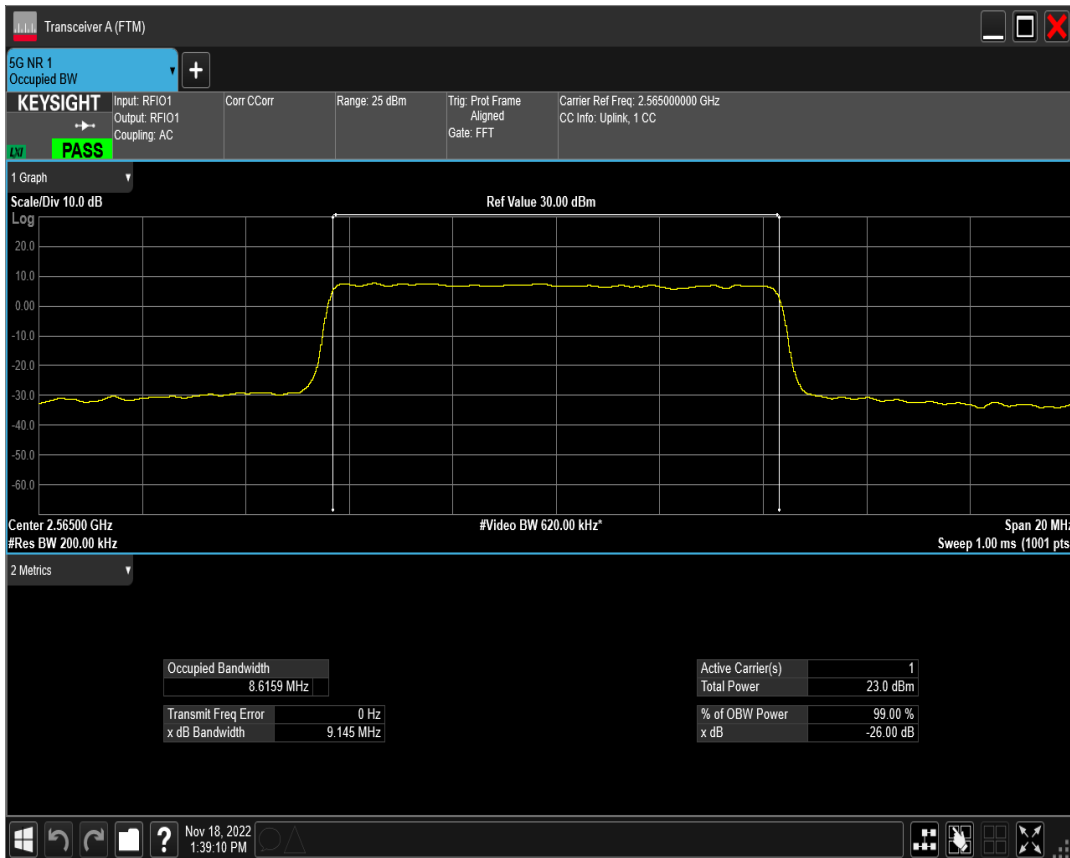 Transceiver A (FTM)
5G NR 1
Occupied BW
+
KEYSIGHT
LXI
PASS
Input: RFIO1
Output: RFIO1
Coupling: AC
Corr CCorr
Range: 25 dBm
Trig: Prot Frame
Aligned
Gate: FFT
Carrier Ref Freq: 2.565000000 GHz
CC Info: Uplink, 1 CC
1 Graph
Scale/Div 10.0 dB
Ref Value 30.00 dBm
Log
20.0
10.0
0.00
-10.0
-20.0
-30.0
-40.0
-50.0
-60.0
Center 2.56500 GHz
#Video BW 620.00 kHz*
Span 20 MHz
#Res BW 200.00 kHz
Sweep 1.00 ms (1001 pts
2 Metrics
Occupied Bandwidth
8.6159 MHz
Transmit Freq Error 0 Hz
x dB Bandwidth 9.145 MHz
Active Carrier(s) 1
Total Power 23.0 dBm
% of OBW Power 99.00 %
x dB -26.00 dB
?
Nov 18, 2022
1:39:10 PM